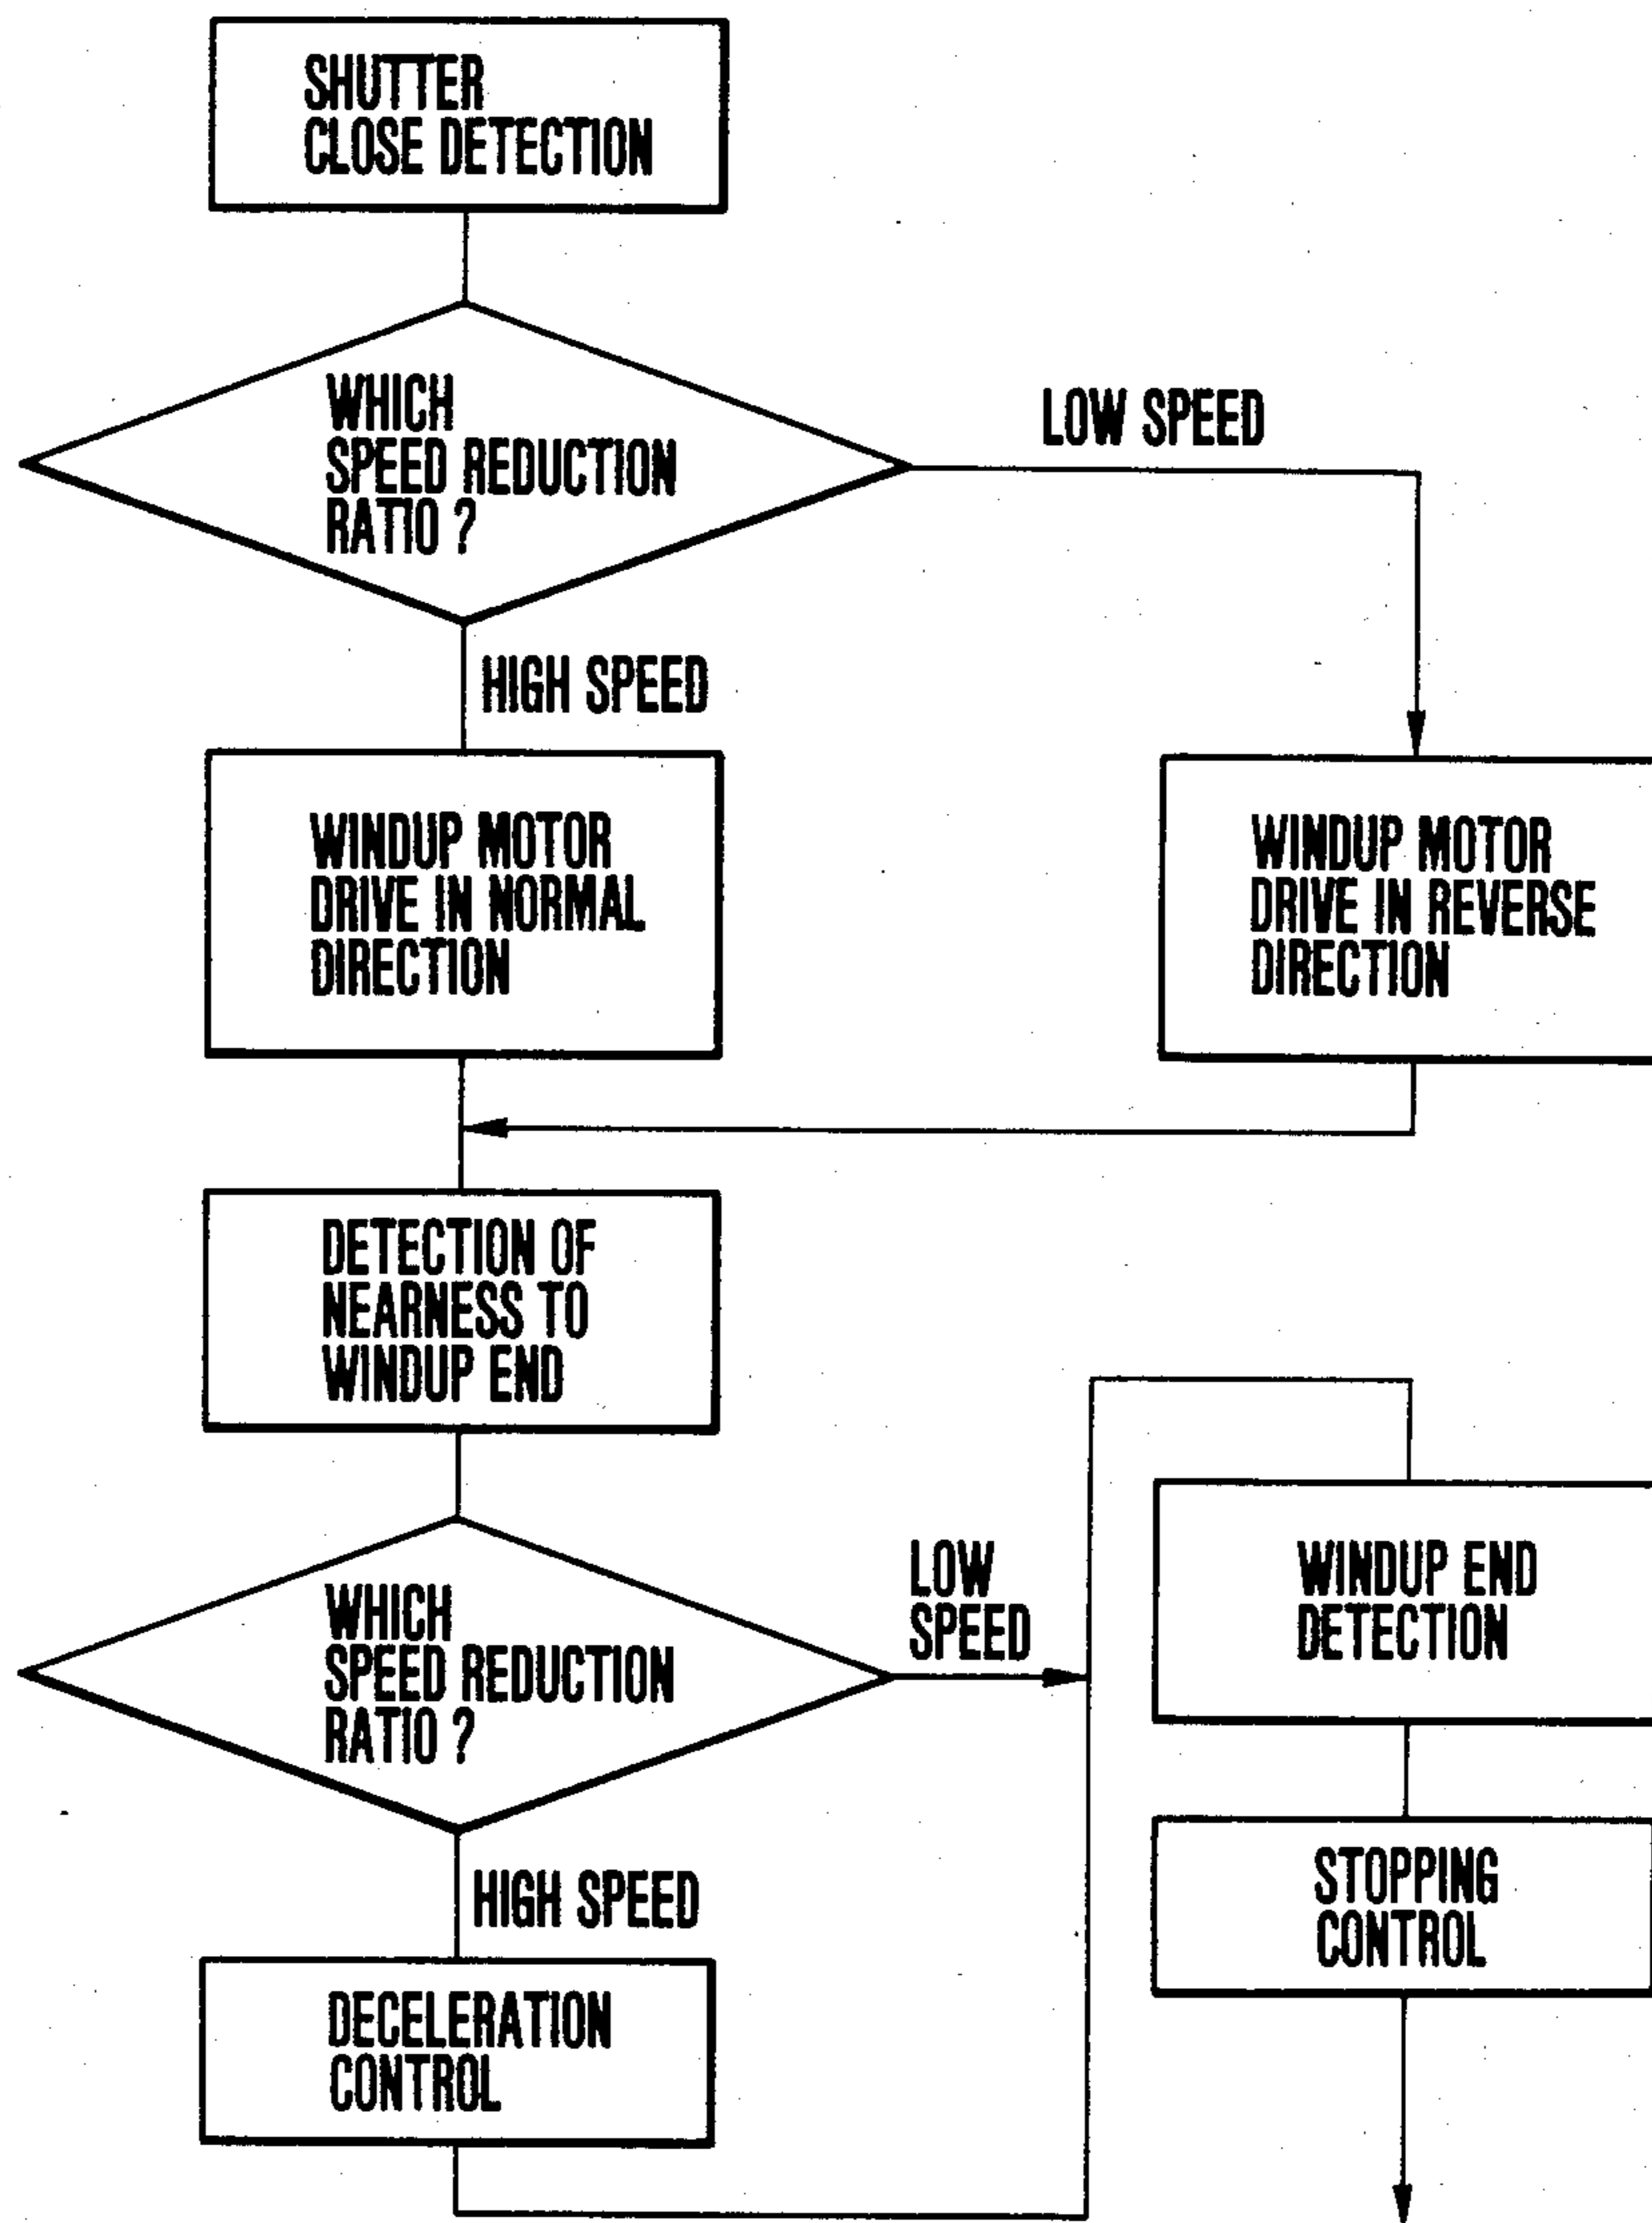 SHUTTER
CLOSE DETECTION
WHICH
SPEED REDUCTION
RATIO ?
LOW SPEED
HIGH SPEED
WINDUP MOTOR
DRIVE IN NORMAL
DIRECTION
WINDUP MOTOR
DRIVE IN REVERSE
DIRECTION
DETECTION OF
NEARNESS TO
WINDUP END
WHICH
SPEED REDUCTION
RATIO ?
LOW
SPEED
HIGH SPEED
DECELERATION
CONTROL
WINDUP END
DETECTION
STOPPING
CONTROL